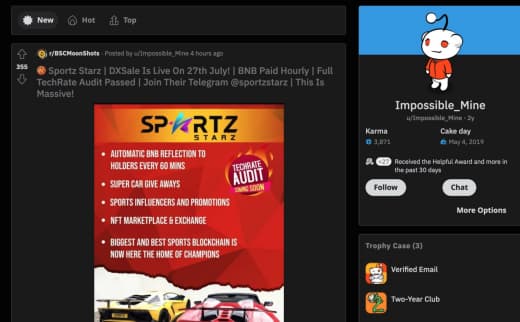 New
Hot
Top
r/BSCMoonShots · Posted by u/Impossible_Mine 4 hours ago
355
Sportz Starz | DXSale Is Live On 27th July! | BNB Paid Hourly | Full
TechRate Audit Passed | Join Their Telegram @sportzstarz | This Is
Massive!
SPORTZ
STARZ
• AUTOMATIC BNB REFLECTION TO
HOLDERS EVERY 60 MINS
• SUPER CAR GIVE AWAYS
• SPORTS INFLUENCERS AND PROMOTIONS
• NFT MARKETPLACE & EXCHANGE
• BIGGEST AND BEST SPORTS BLOCKCHAIN IS
NOW HERE THE HOME OF CHAMPIONS
TECHRATE
AUDIT
COMING SOON
Impossible_Mine
u/Impossible_Mine · 2y
Karma
3,871
Cake day
May 4, 2019
+27
Received the Helpful Award and more in
the past 30 days
Follow
Chat
More Options
Trophy Case (3)
Verified Email
Two-Year Club